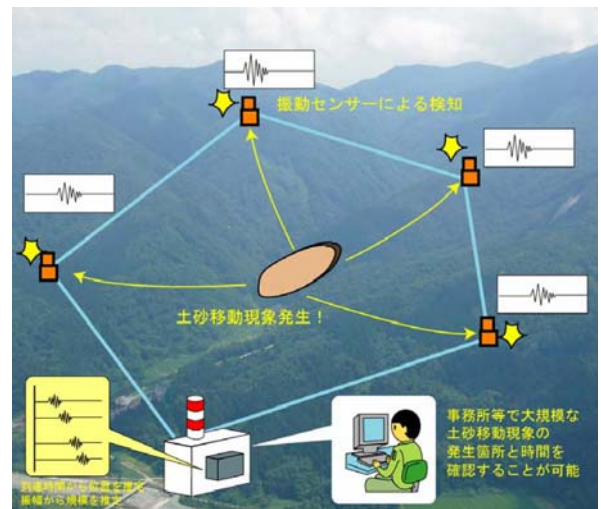 振動センサーによる検知
土砂移動現象発生！
事務所等で大規模な
土砂移動現象の
発生箇所と時間を
確認することが可能
到達時間から位置を推定
振幅から規模を推定